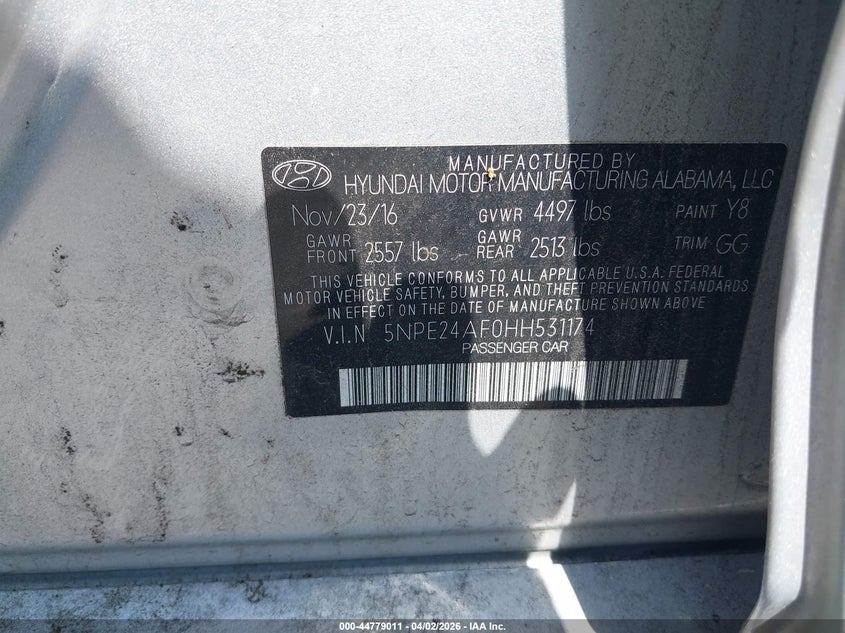 MANUFACTURED BY
HYUNDAI MOTOR MANUFACTURING ALABAMA, LLC
Nov/23/16 GVWR 4497 lbs PAINT Y8
GAWR FRONT 2557 lbs GAWR REAR 2513 lbs TRIM GG
THIS VEHICLE CONFORMS TO ALL APPLICABLE U.S.A. FEDERAL
MOTOR VEHICLE SAFETY, BUMPER, AND THEFT PREVENTION STANDARDS
IN EFFECT ON THE DATE OF MANUFACTURE SHOWN ABOVE.
V.I.N 5NPE24AF0HH531174
PASSENGER CAR
000-44779011 - 04/02/2026 - IAA Inc.